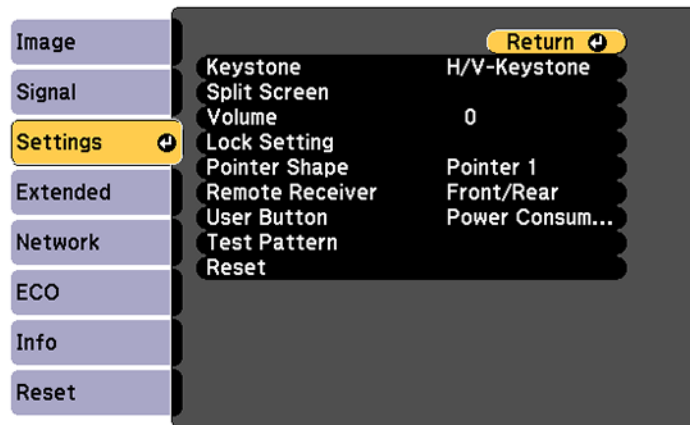 Image
Signal
Settings
Extended
Network
ECO
Info
Reset
Return
Keystone H/V-Keystone
Split Screen
Volume 0
Lock Setting
Pointer Shape Pointer 1
Remote Receiver Front/Rear
User Button Power Consum...
Test Pattern
Reset